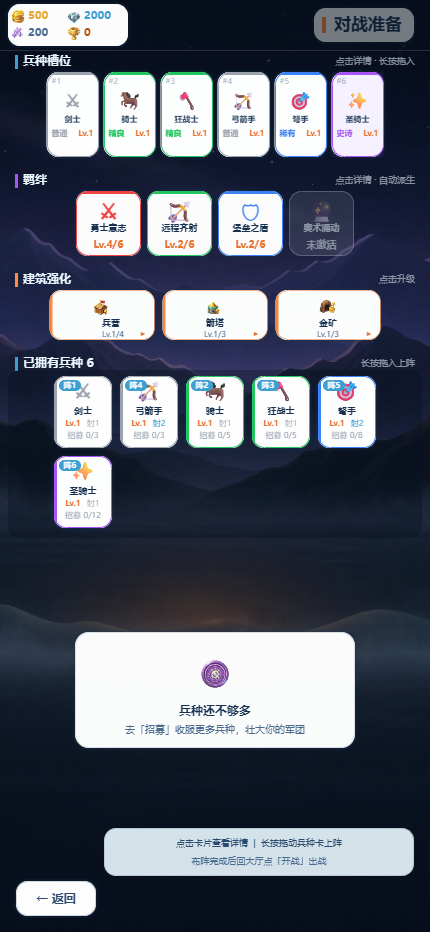 500 2000
200 0
对战准备
兵种槽位 点击详情 · 长按拖入
#1 #2 #3 #4 #5 #6
剑士 骑士 狂战士 弓箭手 弩手 圣骑士
普通 Lv.1 精良 Lv.1 精良 Lv.1 普通 Lv.1 稀有 Lv.1 史诗 Lv.1
羁绊 点击详情 · 自动派生
勇士意志 远程齐射 堡垒之盾 奥术涌动
Lv.4/6 Lv.2/6 Lv.2/6 未激活
建筑强化 点击升级
兵营 箭塔 金矿
Lv.1/4 Lv.1/3 Lv.1/3
已拥有兵种 6 长按拖入上阵
阵1 阵4 阵2 阵3 阵5
剑士 弓箭手 骑士 狂战士 弩手
Lv.1 射1 Lv.1 射2 Lv.1 射1 Lv.1 射1 Lv.1 射2
招募 0/3 招募 0/3 招募 0/5 招募 0/5 招募 0/8
阵6
圣骑士
Lv.1 射1
招募 0/12
兵种还不够多
去「招募」收服更多兵种，壮大你的军团
点击卡片查看详情 | 长按拖动兵种卡上阵
布阵完成后回大厅点「开战」出战
← 返回